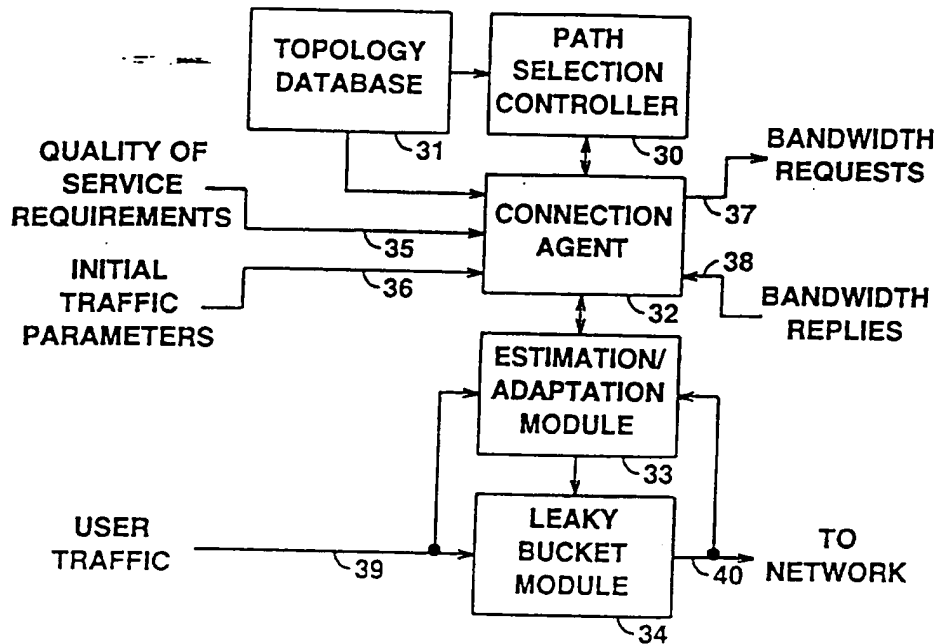 TOPOLOGY
DATABASE
31
PATH
SELECTION
CONTROLLER
30
QUALITY OF
SERVICE
REQUIREMENTS
35
INITIAL
TRAFFIC
PARAMETERS
36
CONNECTION
AGENT
32
BANDWIDTH
REQUESTS
37
38
BANDWIDTH
REPLIES
ESTIMATION/
ADAPTATION
MODULE
33
USER
TRAFFIC
39
LEAKY
BUCKET
MODULE
34
40
TO
NETWORK